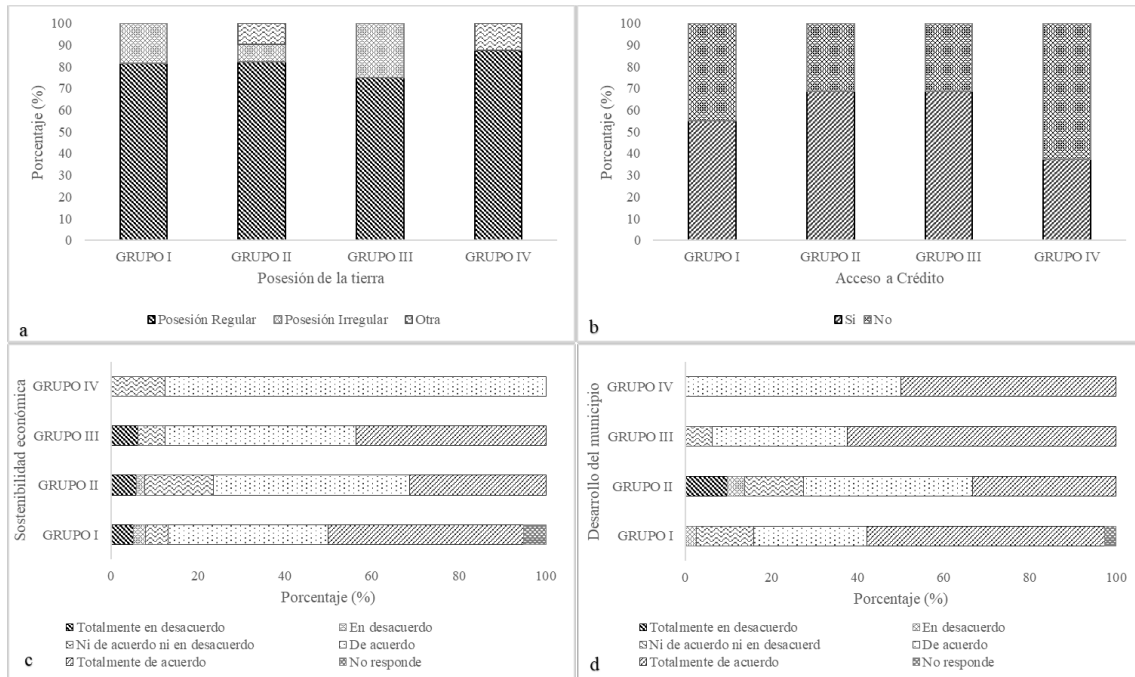 Porcentaje (%)
100
90
80
70
60
50
40
30
20
10
0
GRUPO I GRUPO II GRUPO III GRUPO IV
Posesión de la tierra
Posesión Regular Posesión Irregular Otra
a
Porcentaje (%)
100
90
80
70
60
50
40
30
20
10
0
GRUPO I GRUPO II GRUPO III GRUPO IV
Acceso a Crédito
Si No
b
Sostenibilidad económica
GRUPO IV
GRUPO III
GRUPO II
GRUPO I
0 20 40 60 80 100
Porcentaje (%)
Totalmente en desacuerdo En desacuerdo
Ni de acuerdo ni en desacuerdo De acuerdo
Totalmente de acuerdo No responde
c
Desarrollo del municipio
GRUPO IV
GRUPO III
GRUPO II
GRUPO I
0 20 40 60 80 100
Porcentaje (%)
Totalmente en desacuerdo En desacuerdo
Ni de acuerdo ni en desacuerd De acuerdo
Totalmente de acuerdo No responde
d